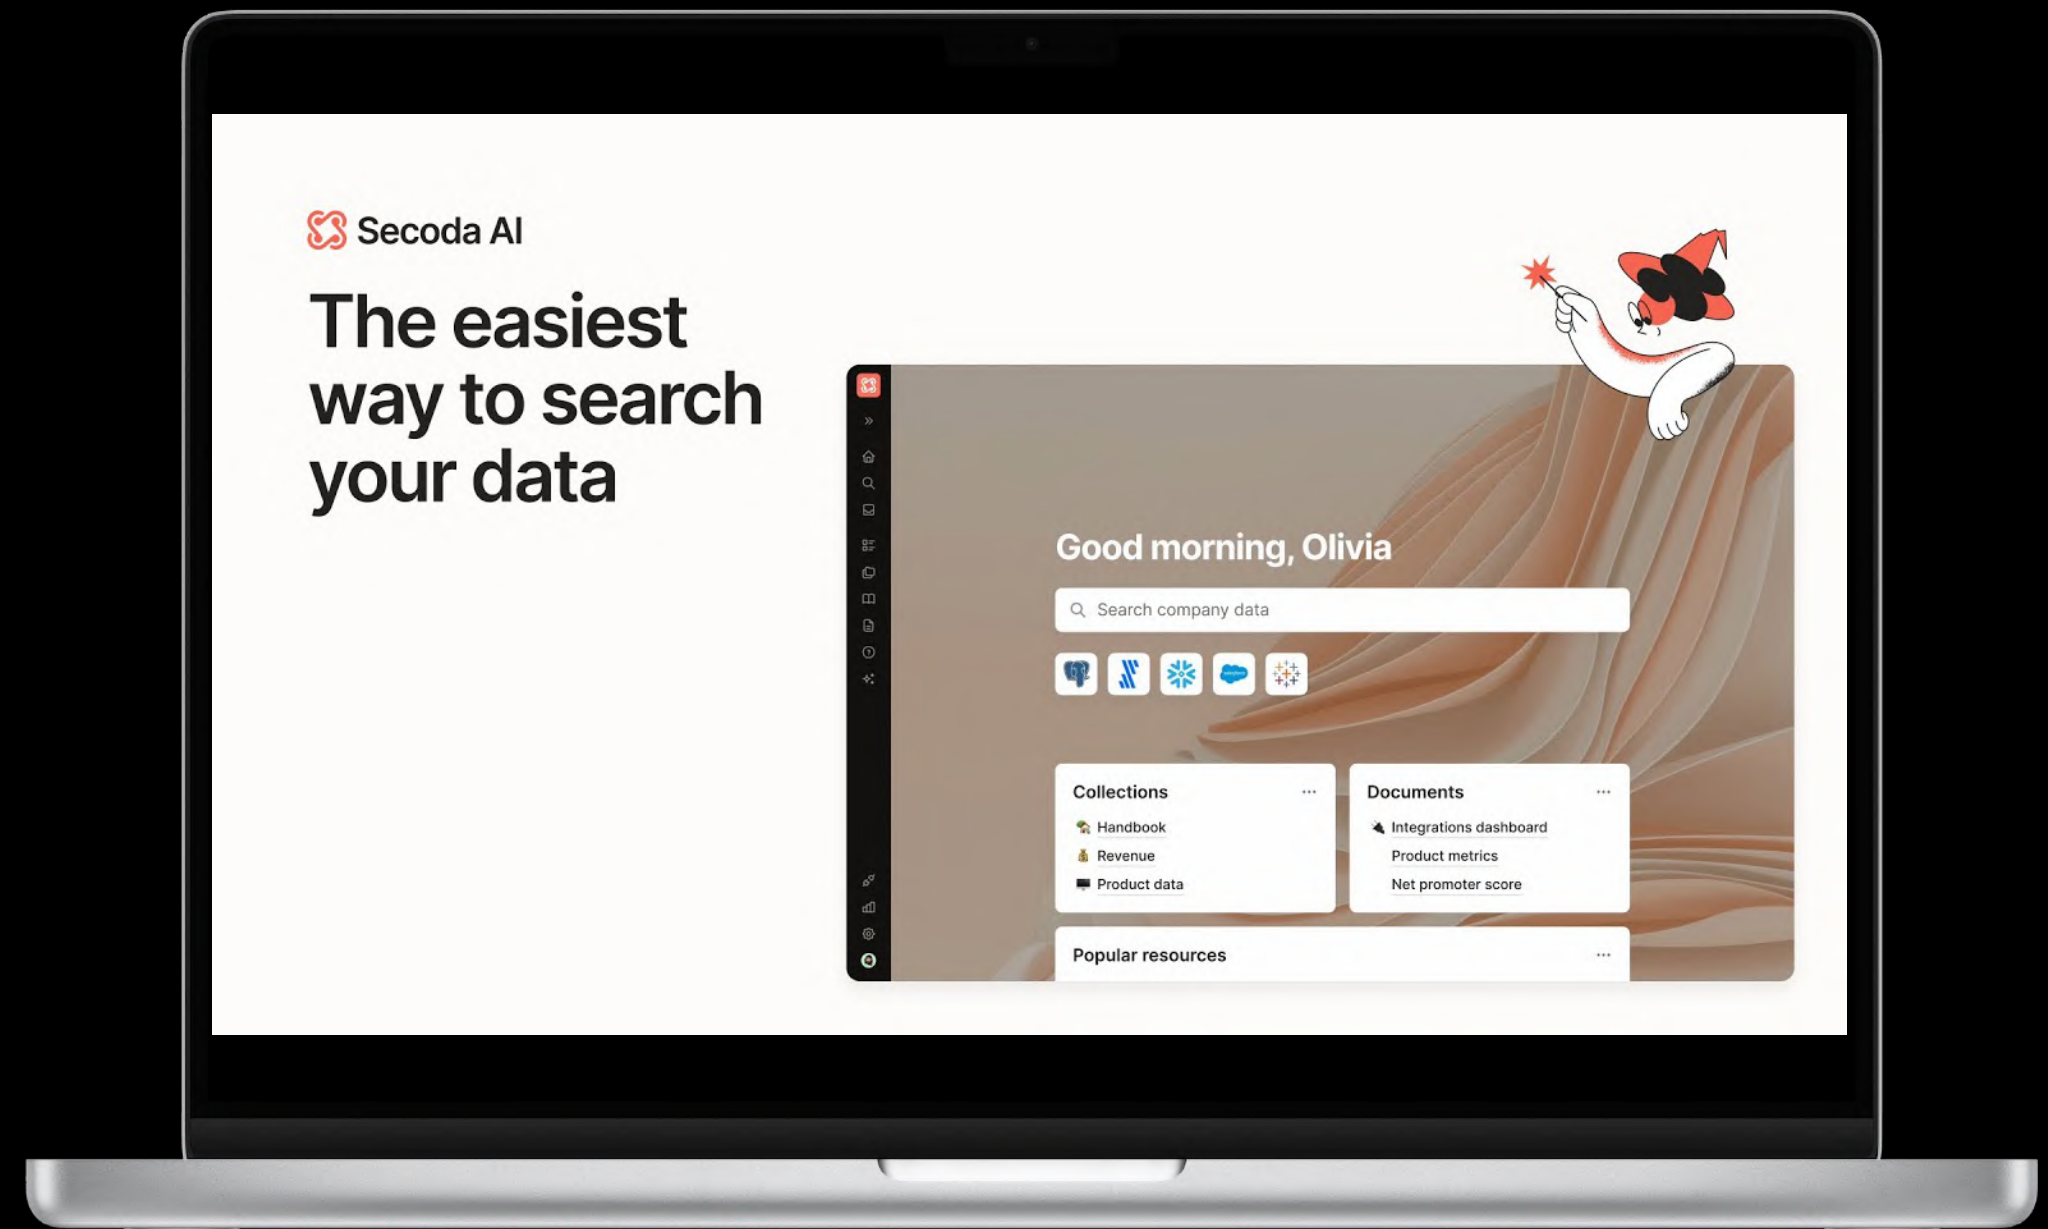 Secoda AI
The easiest
way to search
your data
Good morning, Olivia
Search company data
Collections
Handbook
Revenue
Product data
Documents
Integrations dashboard
Product metrics
Net promoter score
Popular resources